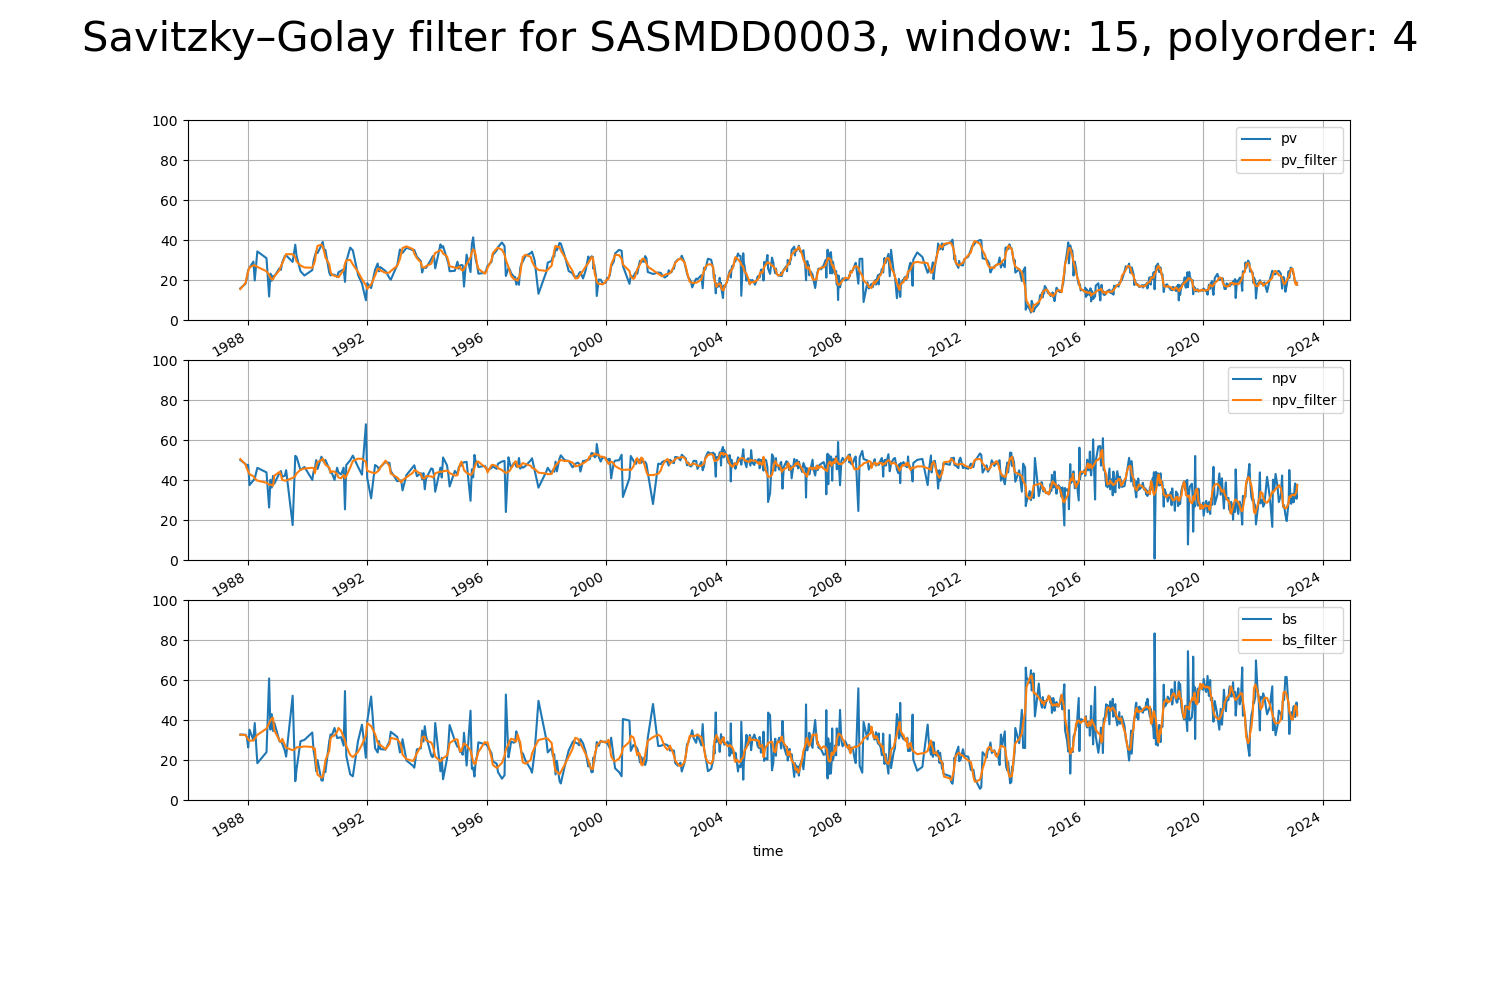 Savitzky–Golay filter for SASMDD0003, window: 15, polyorder: 4
100
80
60
40
20
0
pv
pv_filter
1988 1992 1996 2000 2004 2008 2012 2016 2020 2024
100
80
60
40
20
0
npv
npv_filter
1988 1992 1996 2000 2004 2008 2012 2016 2020 2024
100
80
60
40
20
0
bs
bs_filter
1988 1992 1996 2000 2004 2008 2012 2016 2020 2024
time